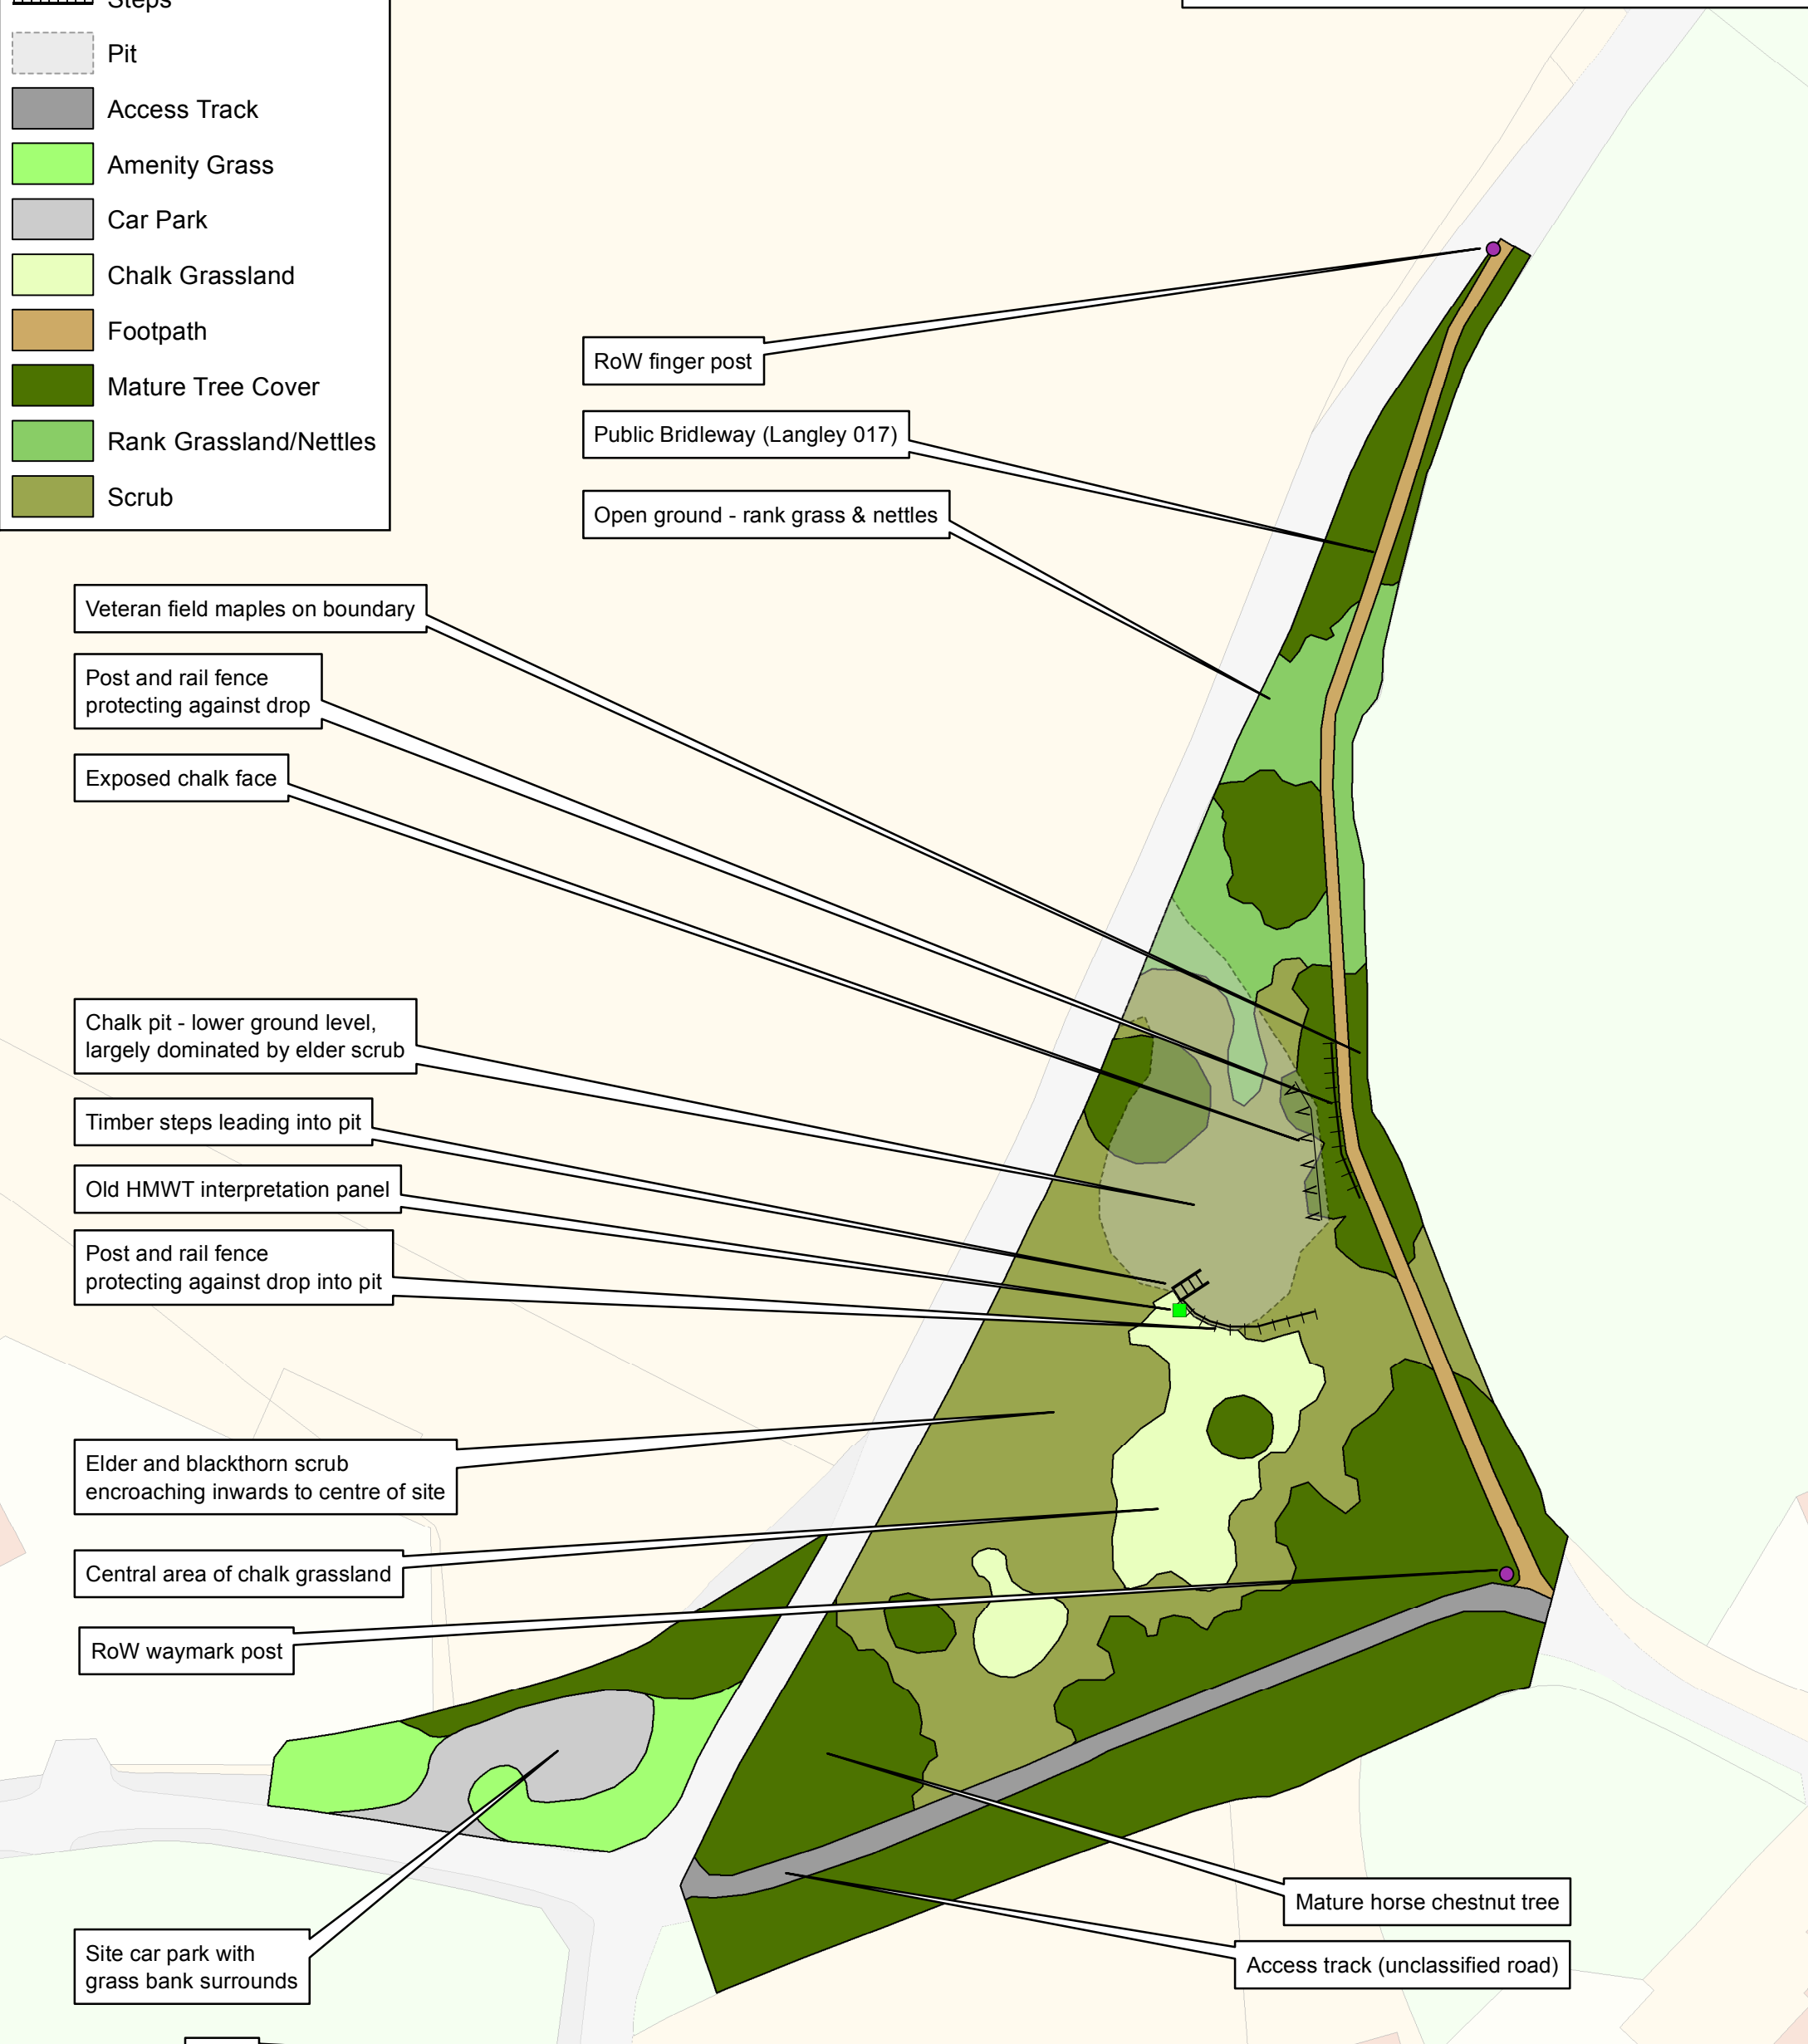 Steps
Pit
Access Track
Amenity Grass
Car Park
Chalk Grassland
Footpath
Mature Tree Cover
Rank Grassland/Nettles
Scrub
RoW finger post
Public Bridleway (Langley 017)
Open ground - rank grass & nettles
Veteran field maples on boundary
Post and rail fence
protecting against drop
Exposed chalk face
Chalk pit - lower ground level,
largely dominated by elder scrub
Timber steps leading into pit
Old HMWT interpretation panel
Post and rail fence
protecting against drop into pit
Elder and blackthorn scrub
encroaching inwards to centre of site
Central area of chalk grassland
RoW waymark post
Mature horse chestnut tree
Site car park with
grass bank surrounds
Access track (unclassified road)